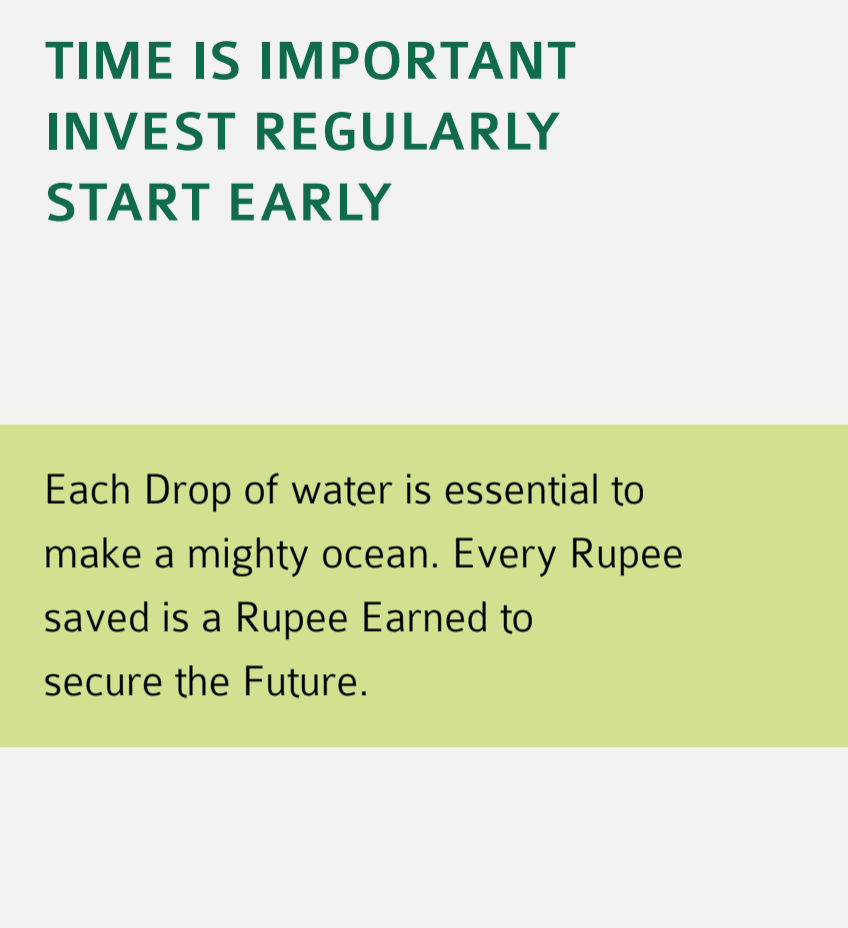 TIME IS IMPORTANT
INVEST REGULARLY
START EARLY
Each Drop of water is essential to
make a mighty ocean. Every Rupee
saved is a Rupee Earned to
secure the Future.